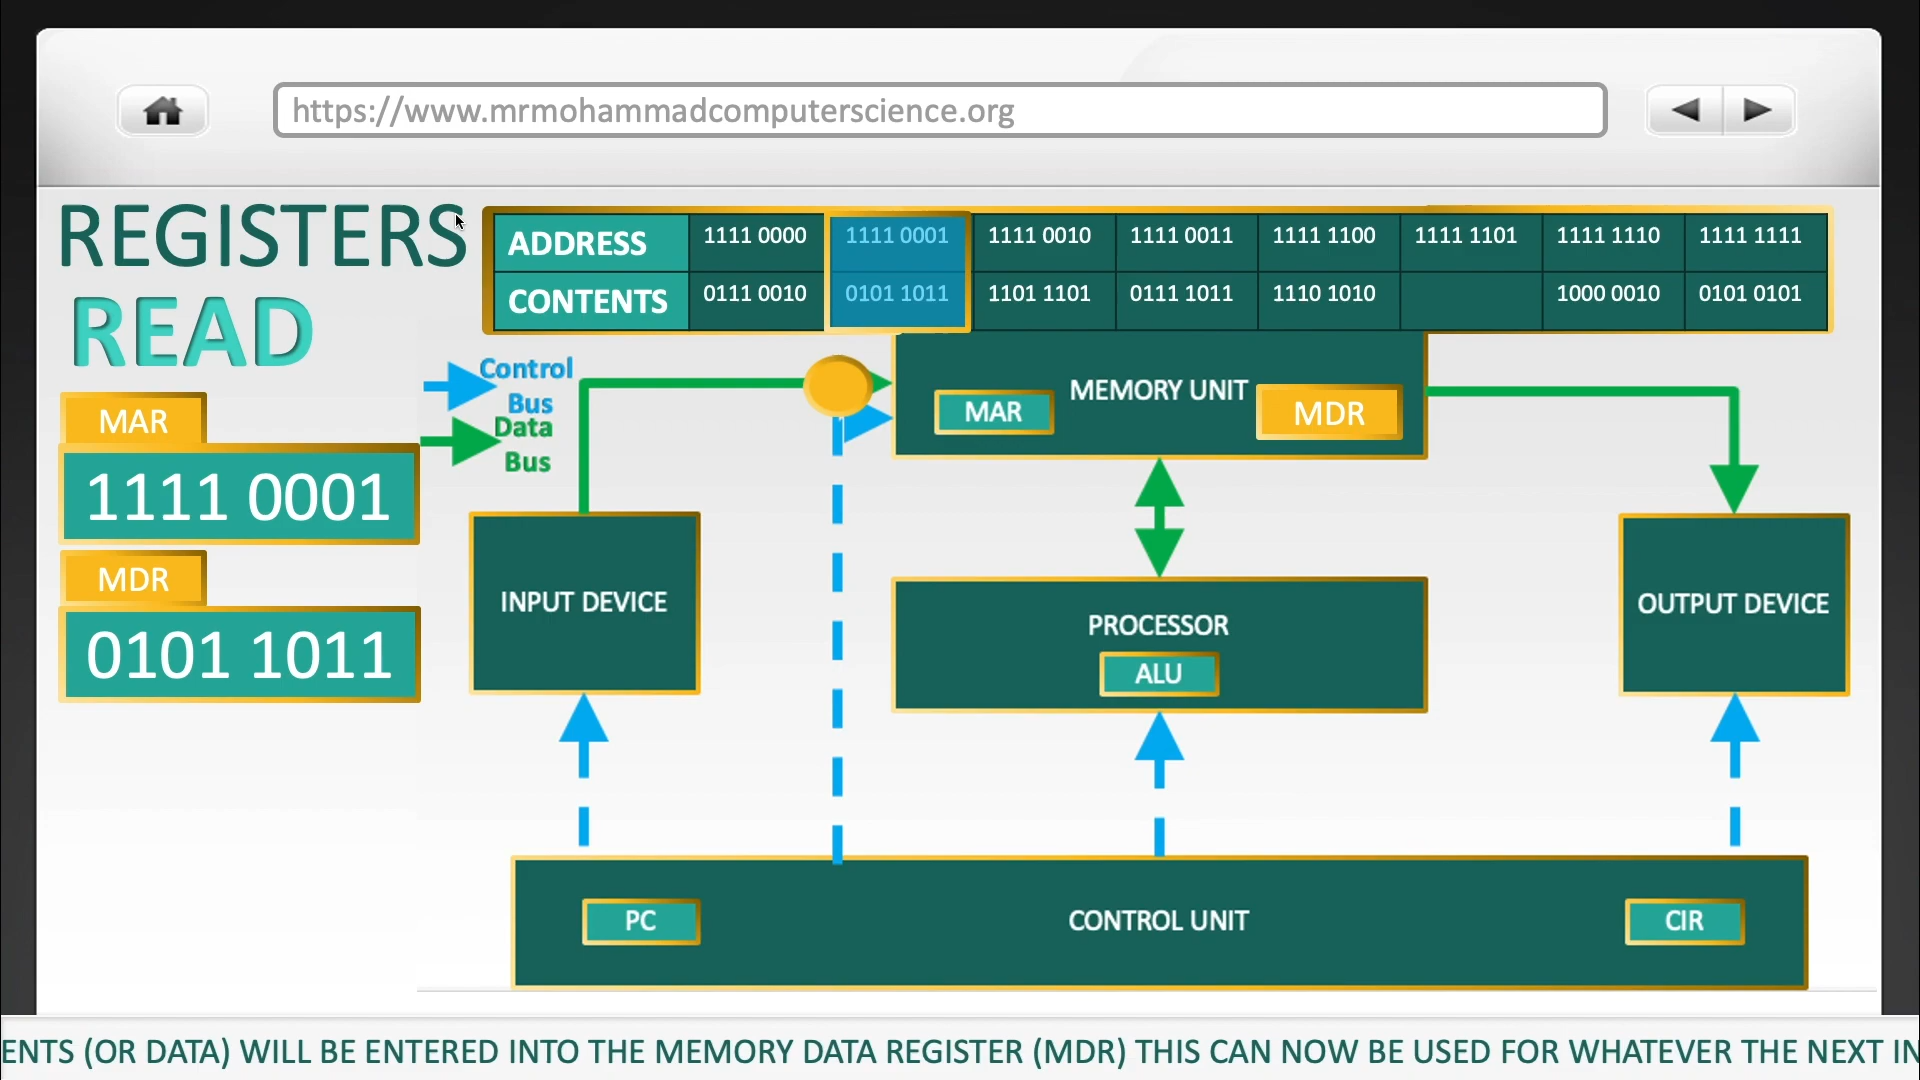 https://www.mrmohammadcomputerscience.org
REGISTERS
READ
ADDRESS 1111 0000 1111 0001 1111 0010 1111 0011 1111 1100 1111 1101 1111 1110 1111 1111
CONTENTS 0111 0010 0101 1011 1101 1101 0111 1011 1110 1010 1000 0010 0101 0101
Control
Bus
Data
Bus
MAR
1111 0001
MDR
0101 1011
MAR
MEMORY UNIT
MDR
INPUT DEVICE
PROCESSOR
ALU
OUTPUT DEVICE
PC
CONTROL UNIT
CIR
ENTS (OR DATA) WILL BE ENTERED INTO THE MEMORY DATA REGISTER (MDR) THIS CAN NOW BE USED FOR WHATEVER THE NEXT IN